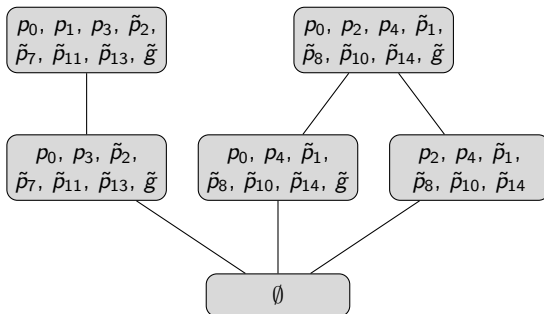 p₀, p₁, p₃, p̃₂,
p̃₇, p̃₁₁, p̃₁₃, g̃
p₀, p₂, p₄, p̃₁,
p̃₈, p̃₁₀, p̃₁₄, g̃
p₀, p₃, p̃₂,
p̃₇, p̃₁₁, p̃₁₃, g̃
p₀, p₄, p̃₁,
p̃₈, p̃₁₀, p̃₁₄, g̃
p₂, p₄, p̃₁,
p̃₈, p̃₁₀, p̃₁₄
∅